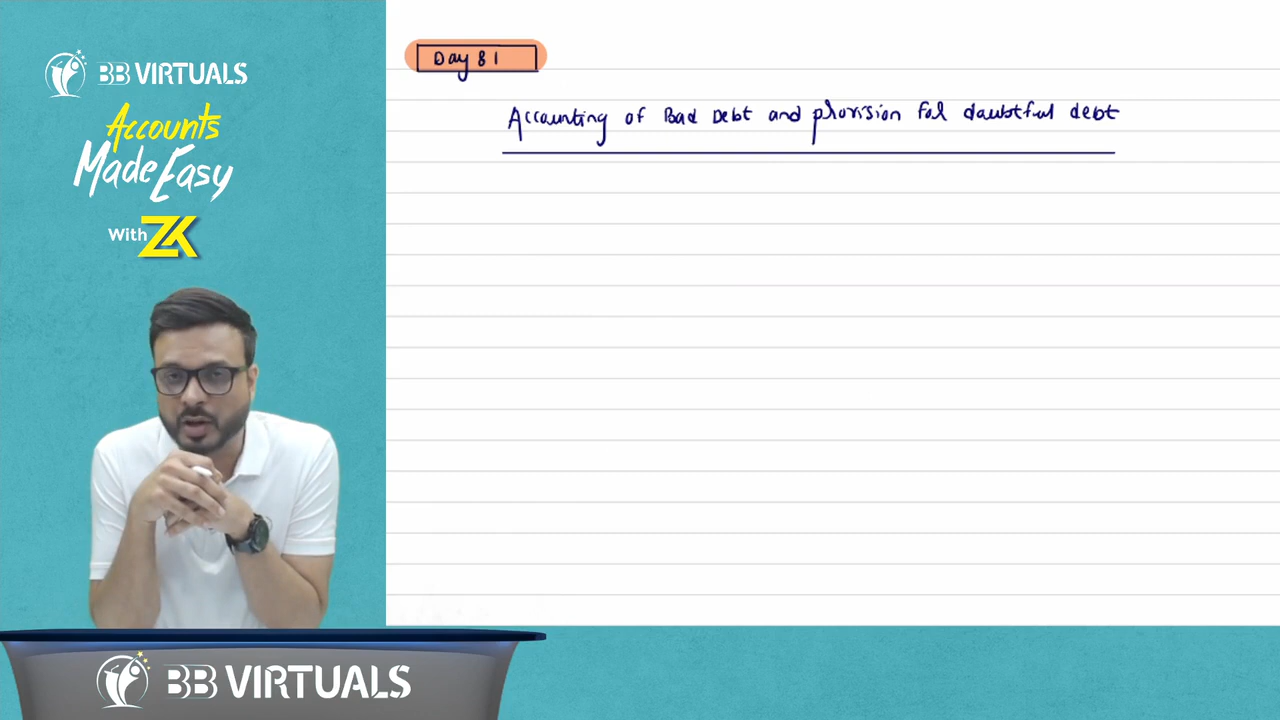 BB VIRTUALS
Accounts
Made Easy
With ZK
Day 81
Accounting of Bad Debt and provision for doubtful debt
BB VIRTUALS